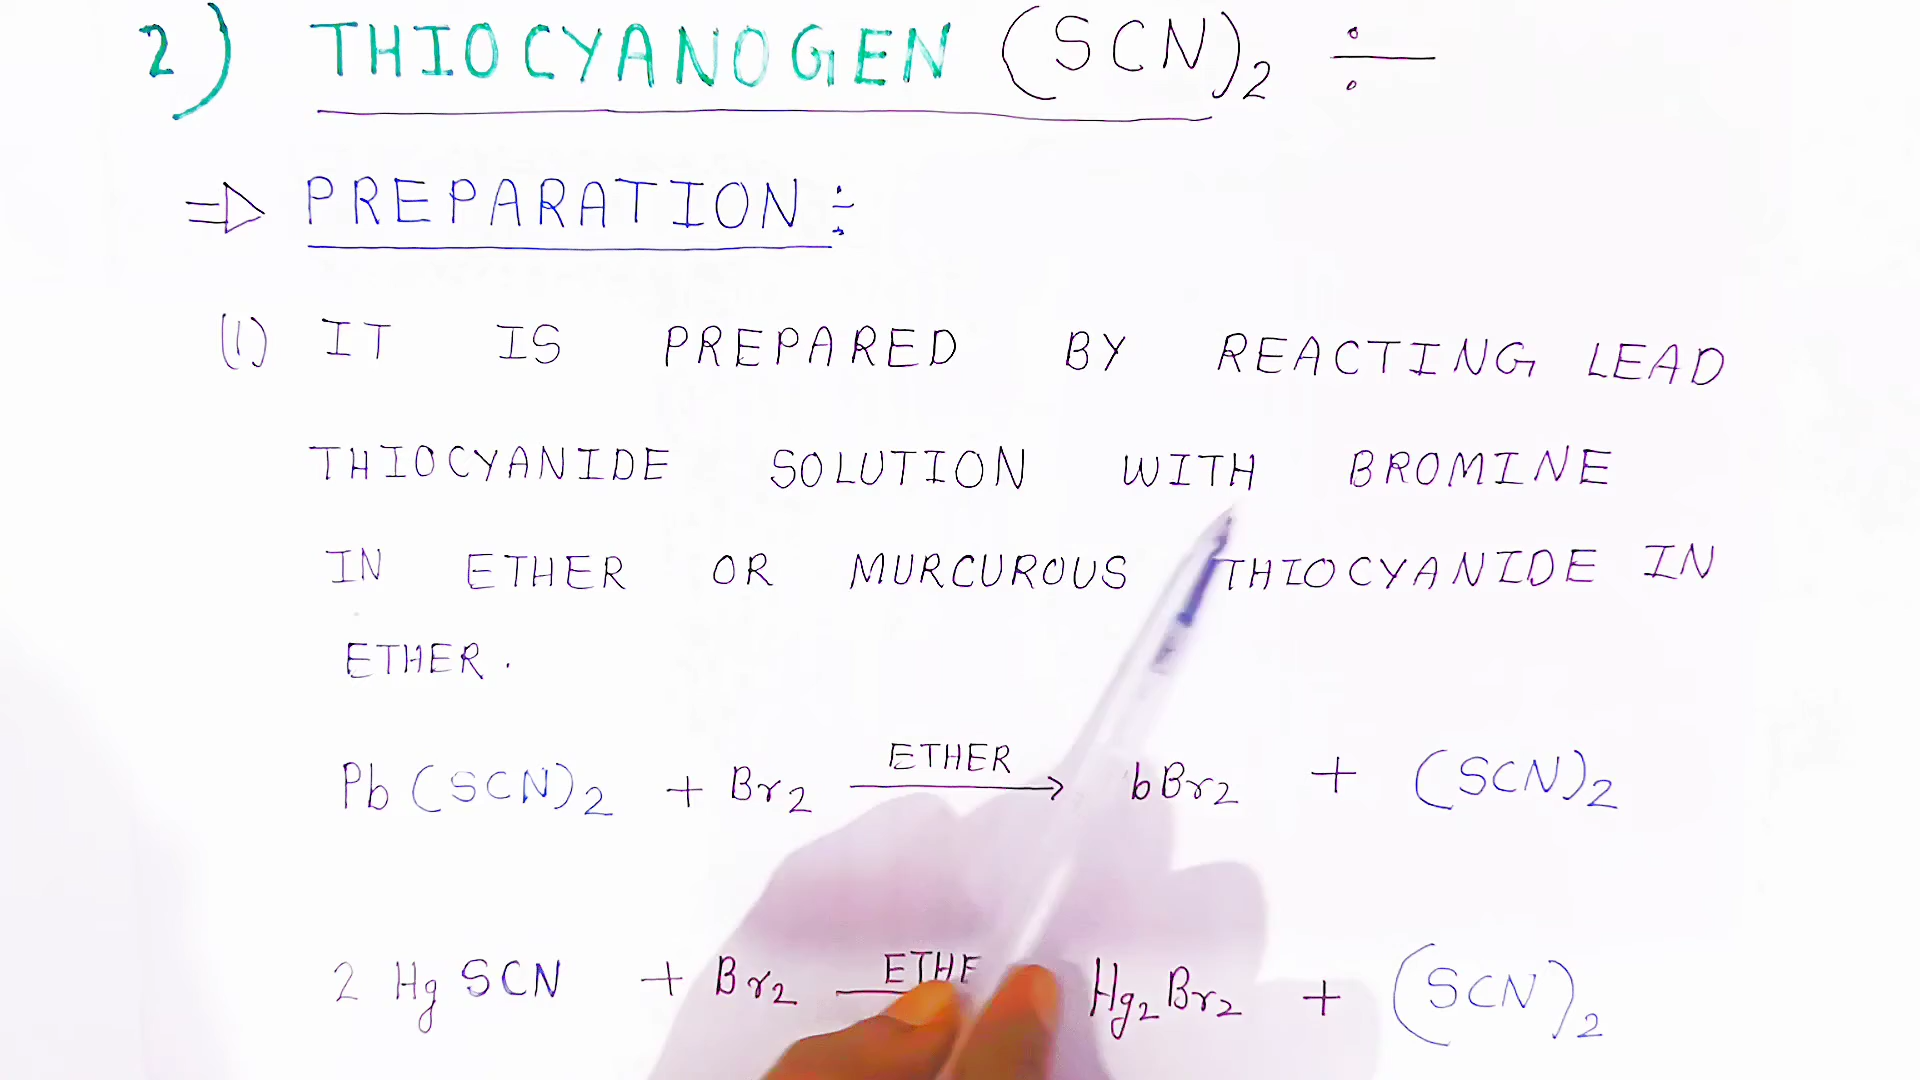 2) THIOCYANOGEN (SCN)2 ÷
⇒ PREPARATION ÷
(1) IT IS PREPARED BY REACTING LEAD
THIOCYANIDE SOLUTION WITH BROMINE
IN ETHER OR MURCUROUS THIOCYANIDE IN
ETHER.
ETHER
Pb(SCN)2 + Br2 → bBr2 + (SCN)2
ETHE
2 HgSCN + Br2 Hg2Br2 + (SCN)2